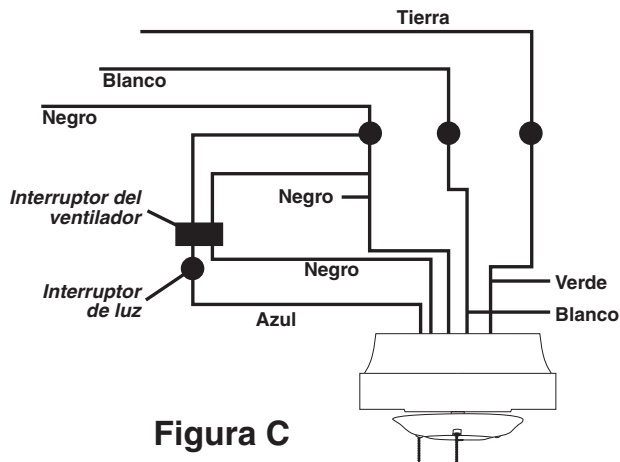 Tierra
Blanco
Negro
Interruptor del
ventilador
Negro
Negro
Interruptor
de luz
Azul
Verde
Blanco
Figura C